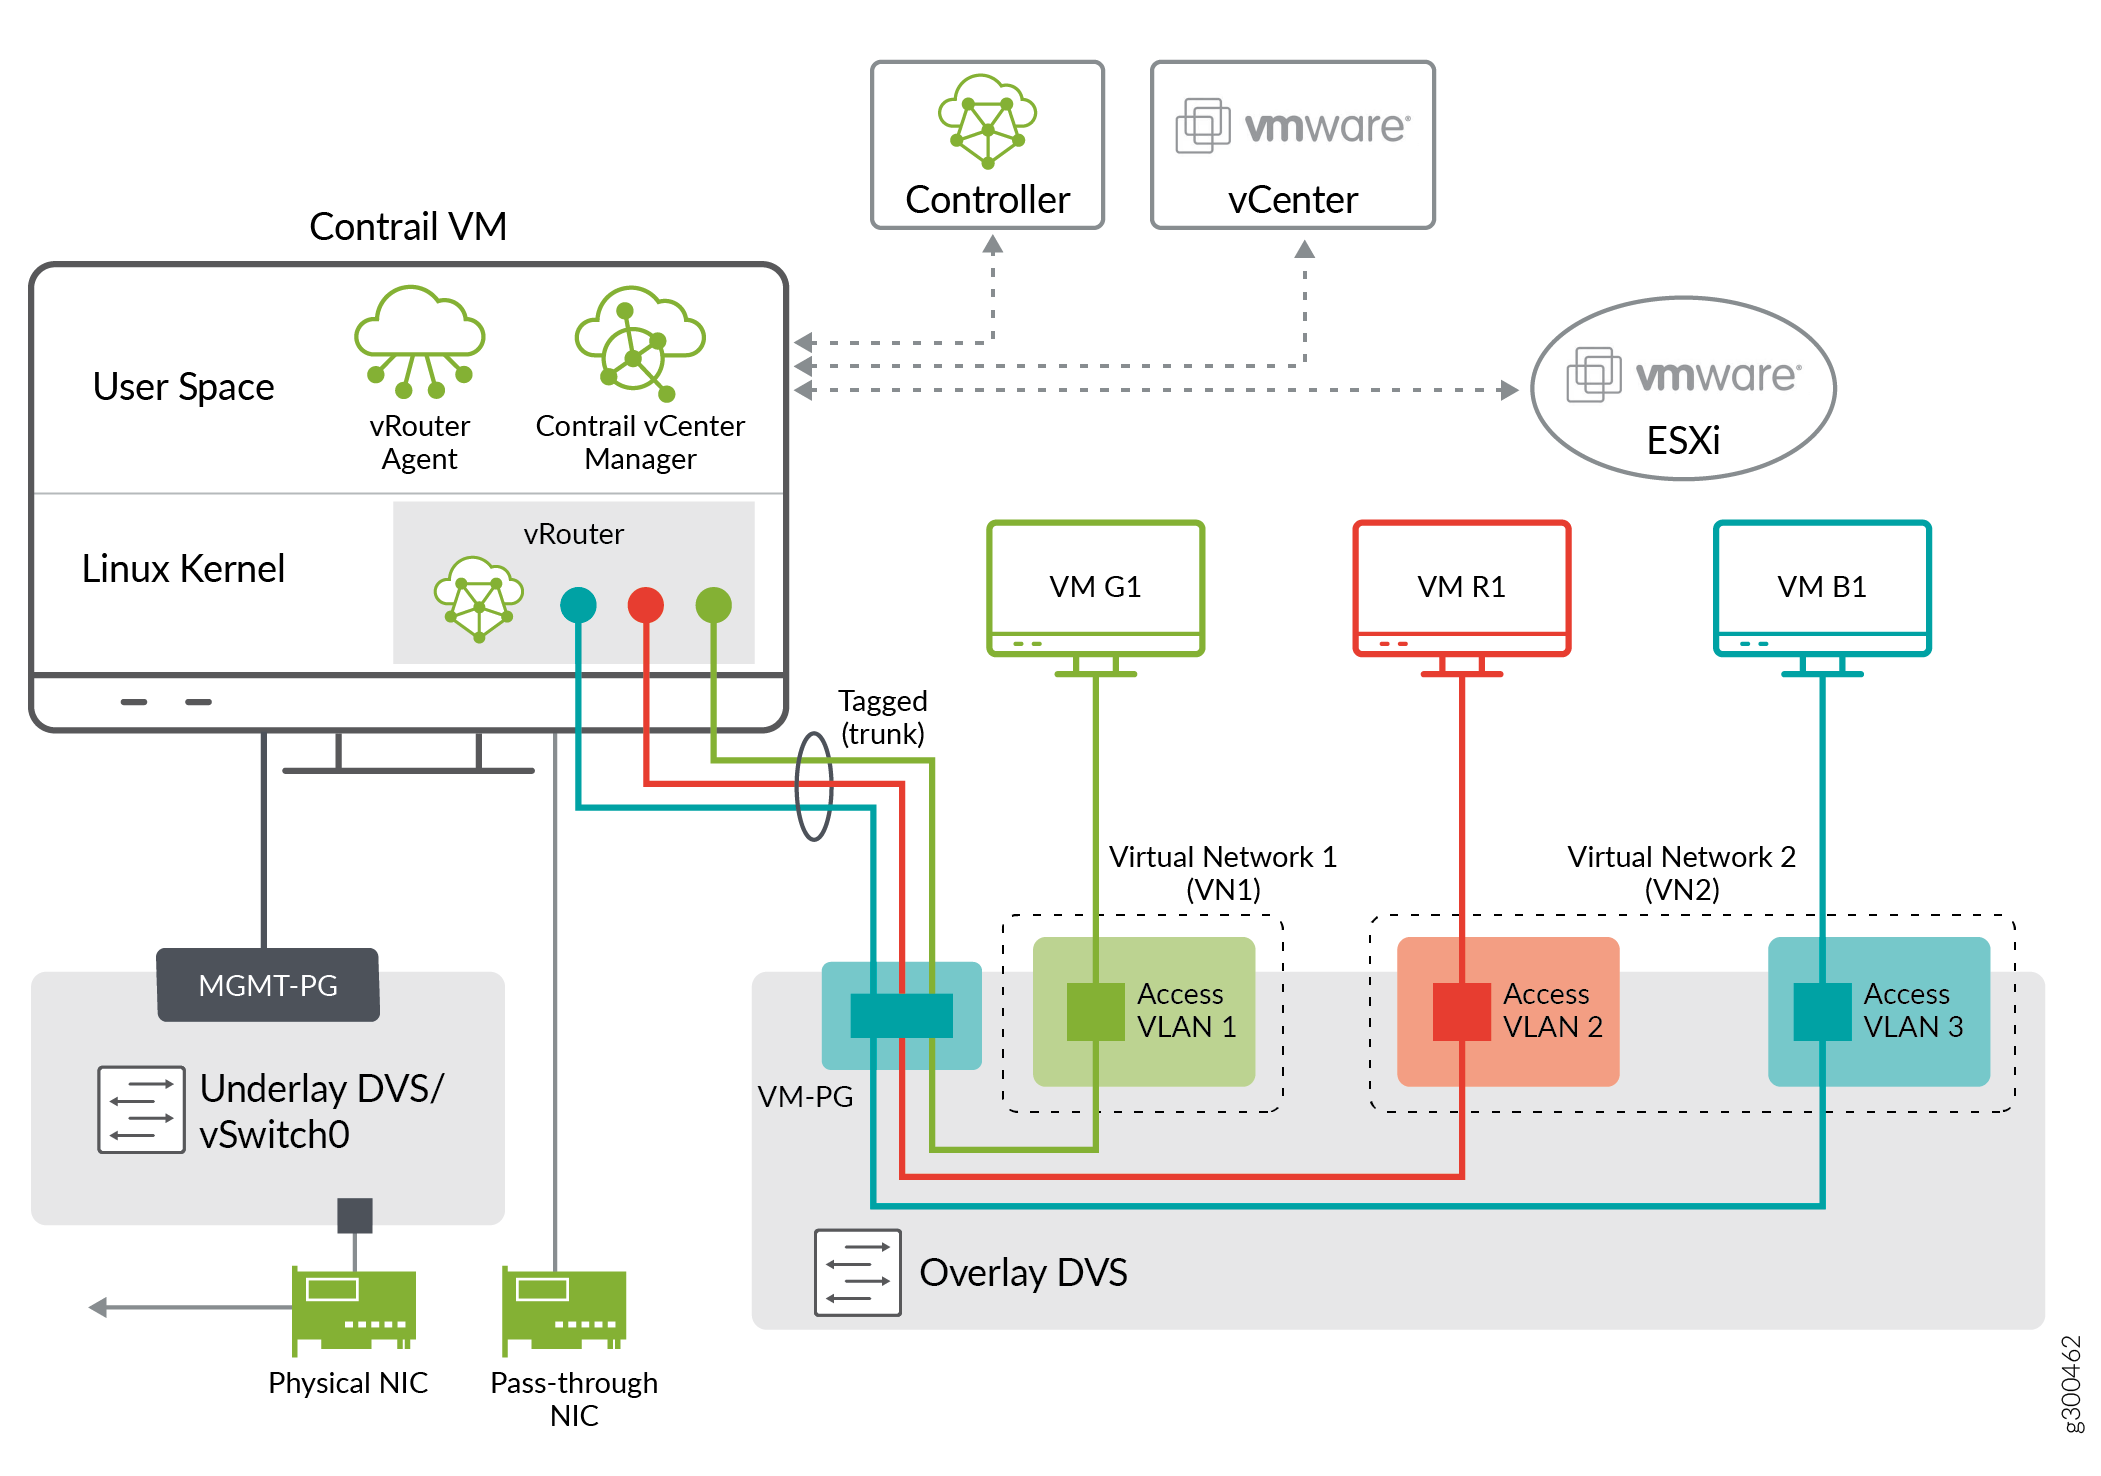 vmware®
Controller
vCenter
Contrail VM
User Space
vRouter
Agent
Contrail vCenter
Manager
vmware®
ESXi
Linux Kernel
vRouter
VM G1
VM R1
VM B1
Tagged
(trunk)
Virtual Network 1
(VN1)
Virtual Network 2
(VN2)
MGMT-PG
Access
VLAN 1
Access
VLAN 2
Access
VLAN 3
VM-PG
Underlay DVS/
vSwitch0
Overlay DVS
Physical NIC
Pass-through
NIC
g300462